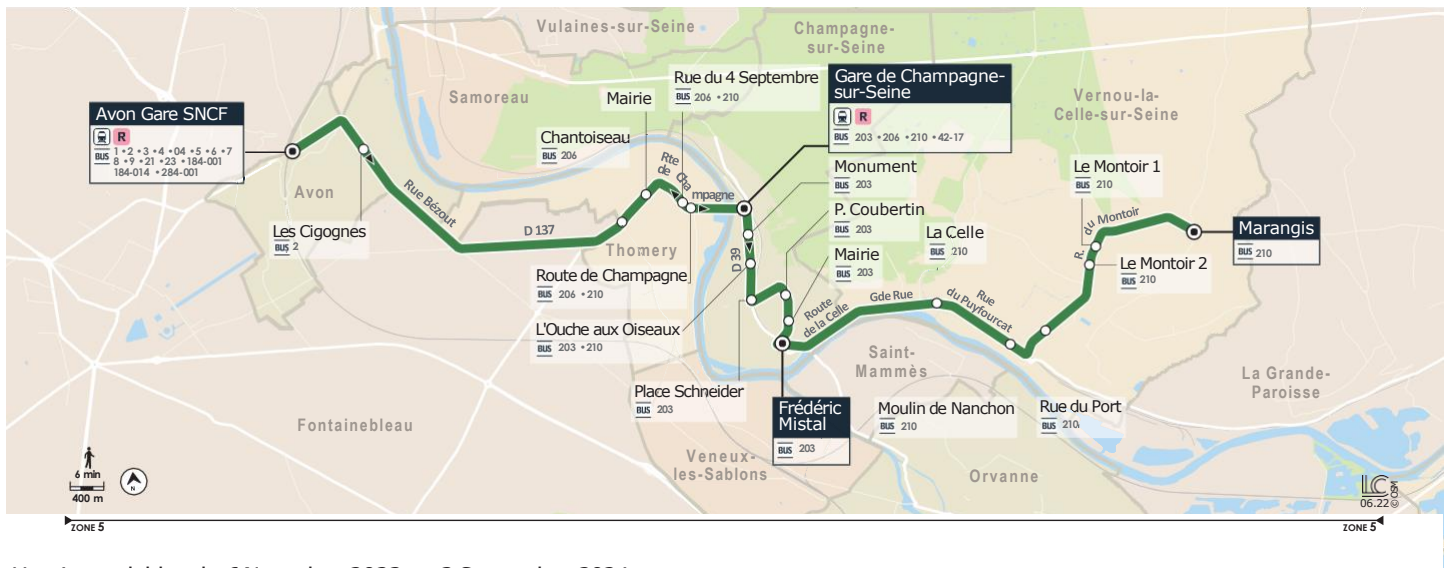 Vulaines-sur-Seine
Champagne-
sur-Seine
Samoreau
Vernou-la-
Celle-sur-Seine
Avon Gare SNCF
R
BUS 1 •2 •3 •4 •04 •5 •6 •7
8 •9 •21 •23 •184-001
184-014 •284-001
Avon
Les Cigognes
BUS 2
Rue Bézout
D 137
Chantoiseau
BUS 206
Mairie
Rue du 4 Septembre
BUS 206 •210
Rte de Champagne
Gare de Champagne-
sur-Seine
R
BUS 203 •206 •210 •42-17
Thomery
Route de Champagne
BUS 206 •210
L'Ouche aux Oiseaux
BUS 203 •210
D 39
Place Schneider
BUS 203
Monument
BUS 203
P. Coubertin
BUS 203
Mairie
BUS 203
La Celle
BUS 210
Route
de la Celle
Gde Rue
Rue
du Puyfourcat
R. du Montoir
Le Montoir 1
BUS 210
Le Montoir 2
BUS 210
Marangis
BUS 210
Saint-
Mammès
La Grande-
Paroisse
Frédéric
Mistal
BUS 203
Moulin de Nanchon
BUS 210
Rue du Port
BUS 210
Fontainebleau
Veneux-
les-Sablons
Orvanne
6 min
400 m
N
LC
06.22 ©OSM
ZONE 5
ZONE 5